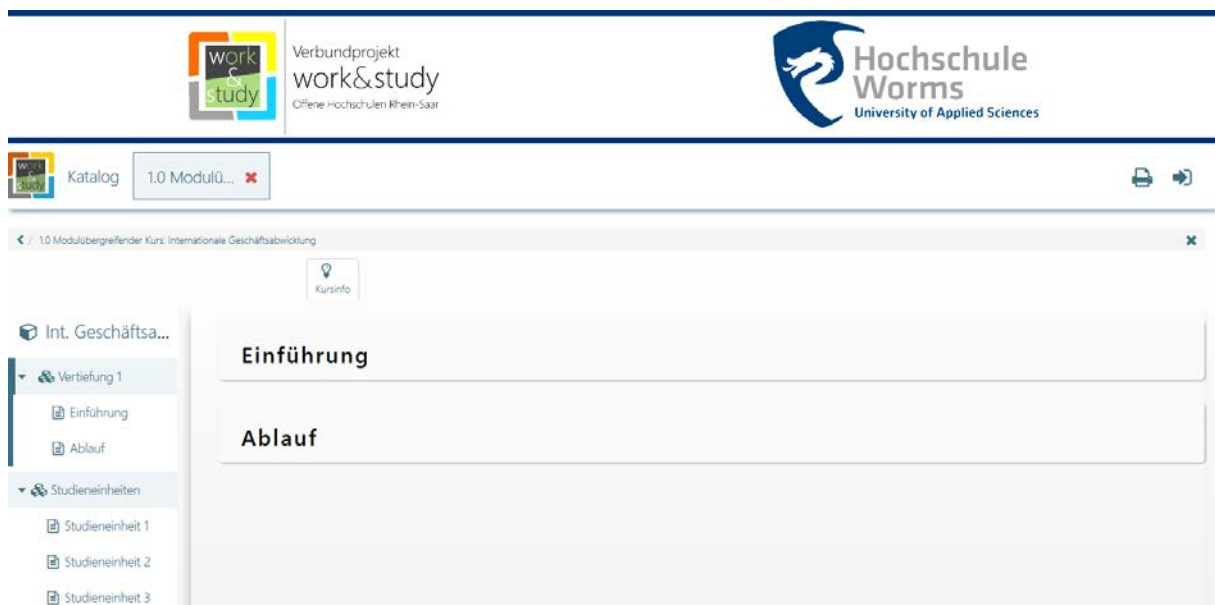 work
&
study
Verbundprojekt
work&study
Offene Hochschulen Rhein-Saar
Hochschule
Worms
University of Applied Sciences
work
&
study
Katalog
1.0 Modulü...
/ 1.0 Modulübergreifender Kurs: Internationale Geschäftsabwicklung
Kursinfo
Int. Geschäftsa...
Vertiefung 1
Einführung
Ablauf
Studieneinheiten
Studieneinheit 1
Studieneinheit 2
Studieneinheit 3
Einführung
Ablauf